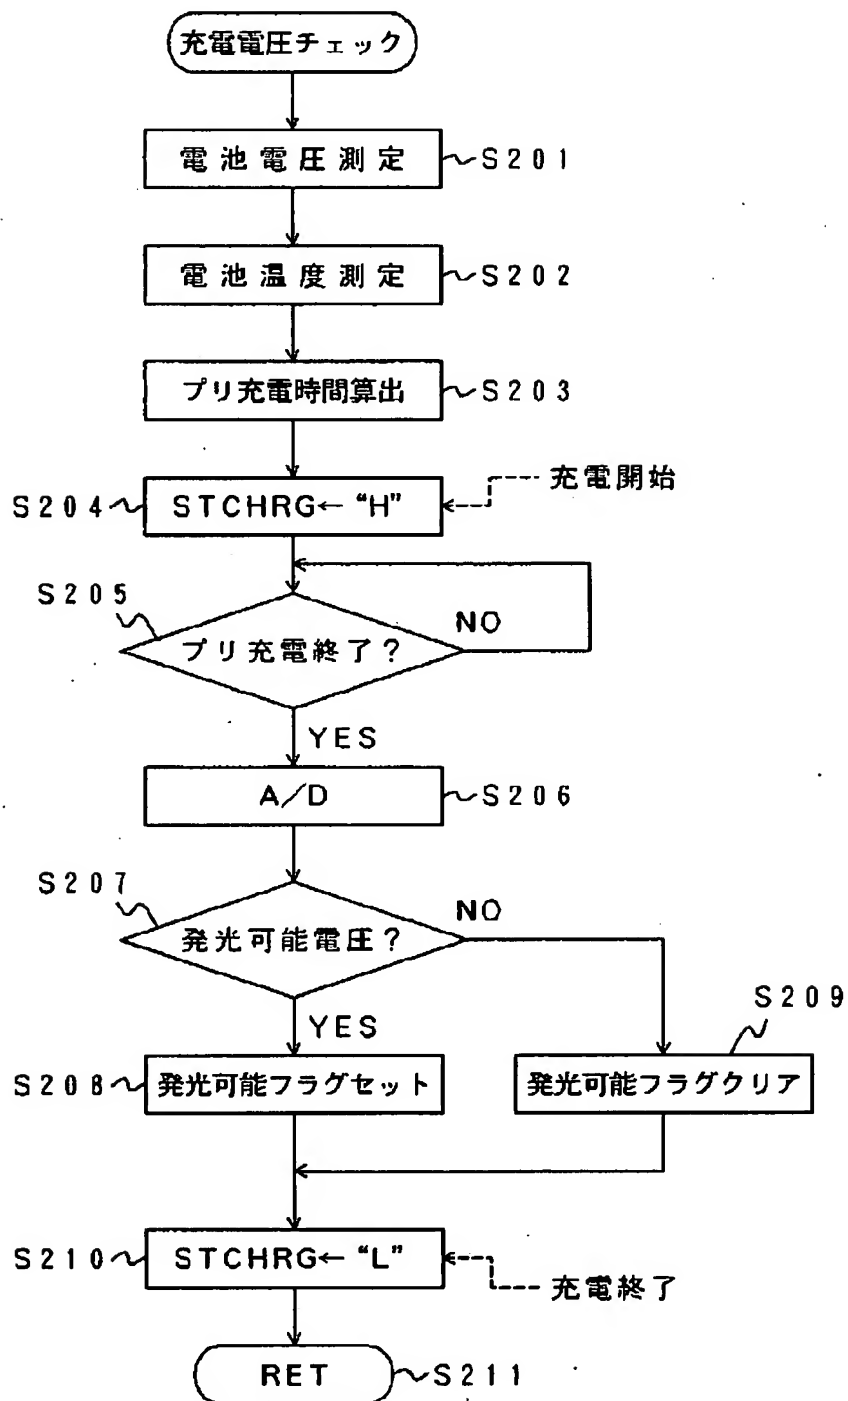 充電電圧チェック
電池電圧測定 S201
電池温度測定 S202
プリ充電時間算出 S203
充電開始
S204 STCHRG← “H”
S205
NO
プリ充電終了？
YES
A/D S206
S207
NO
発光可能電圧？
S209
YES
S208 発光可能フラグセット 発光可能フラグクリア
S210 STCHRG← “L”
充電終了
RET S211